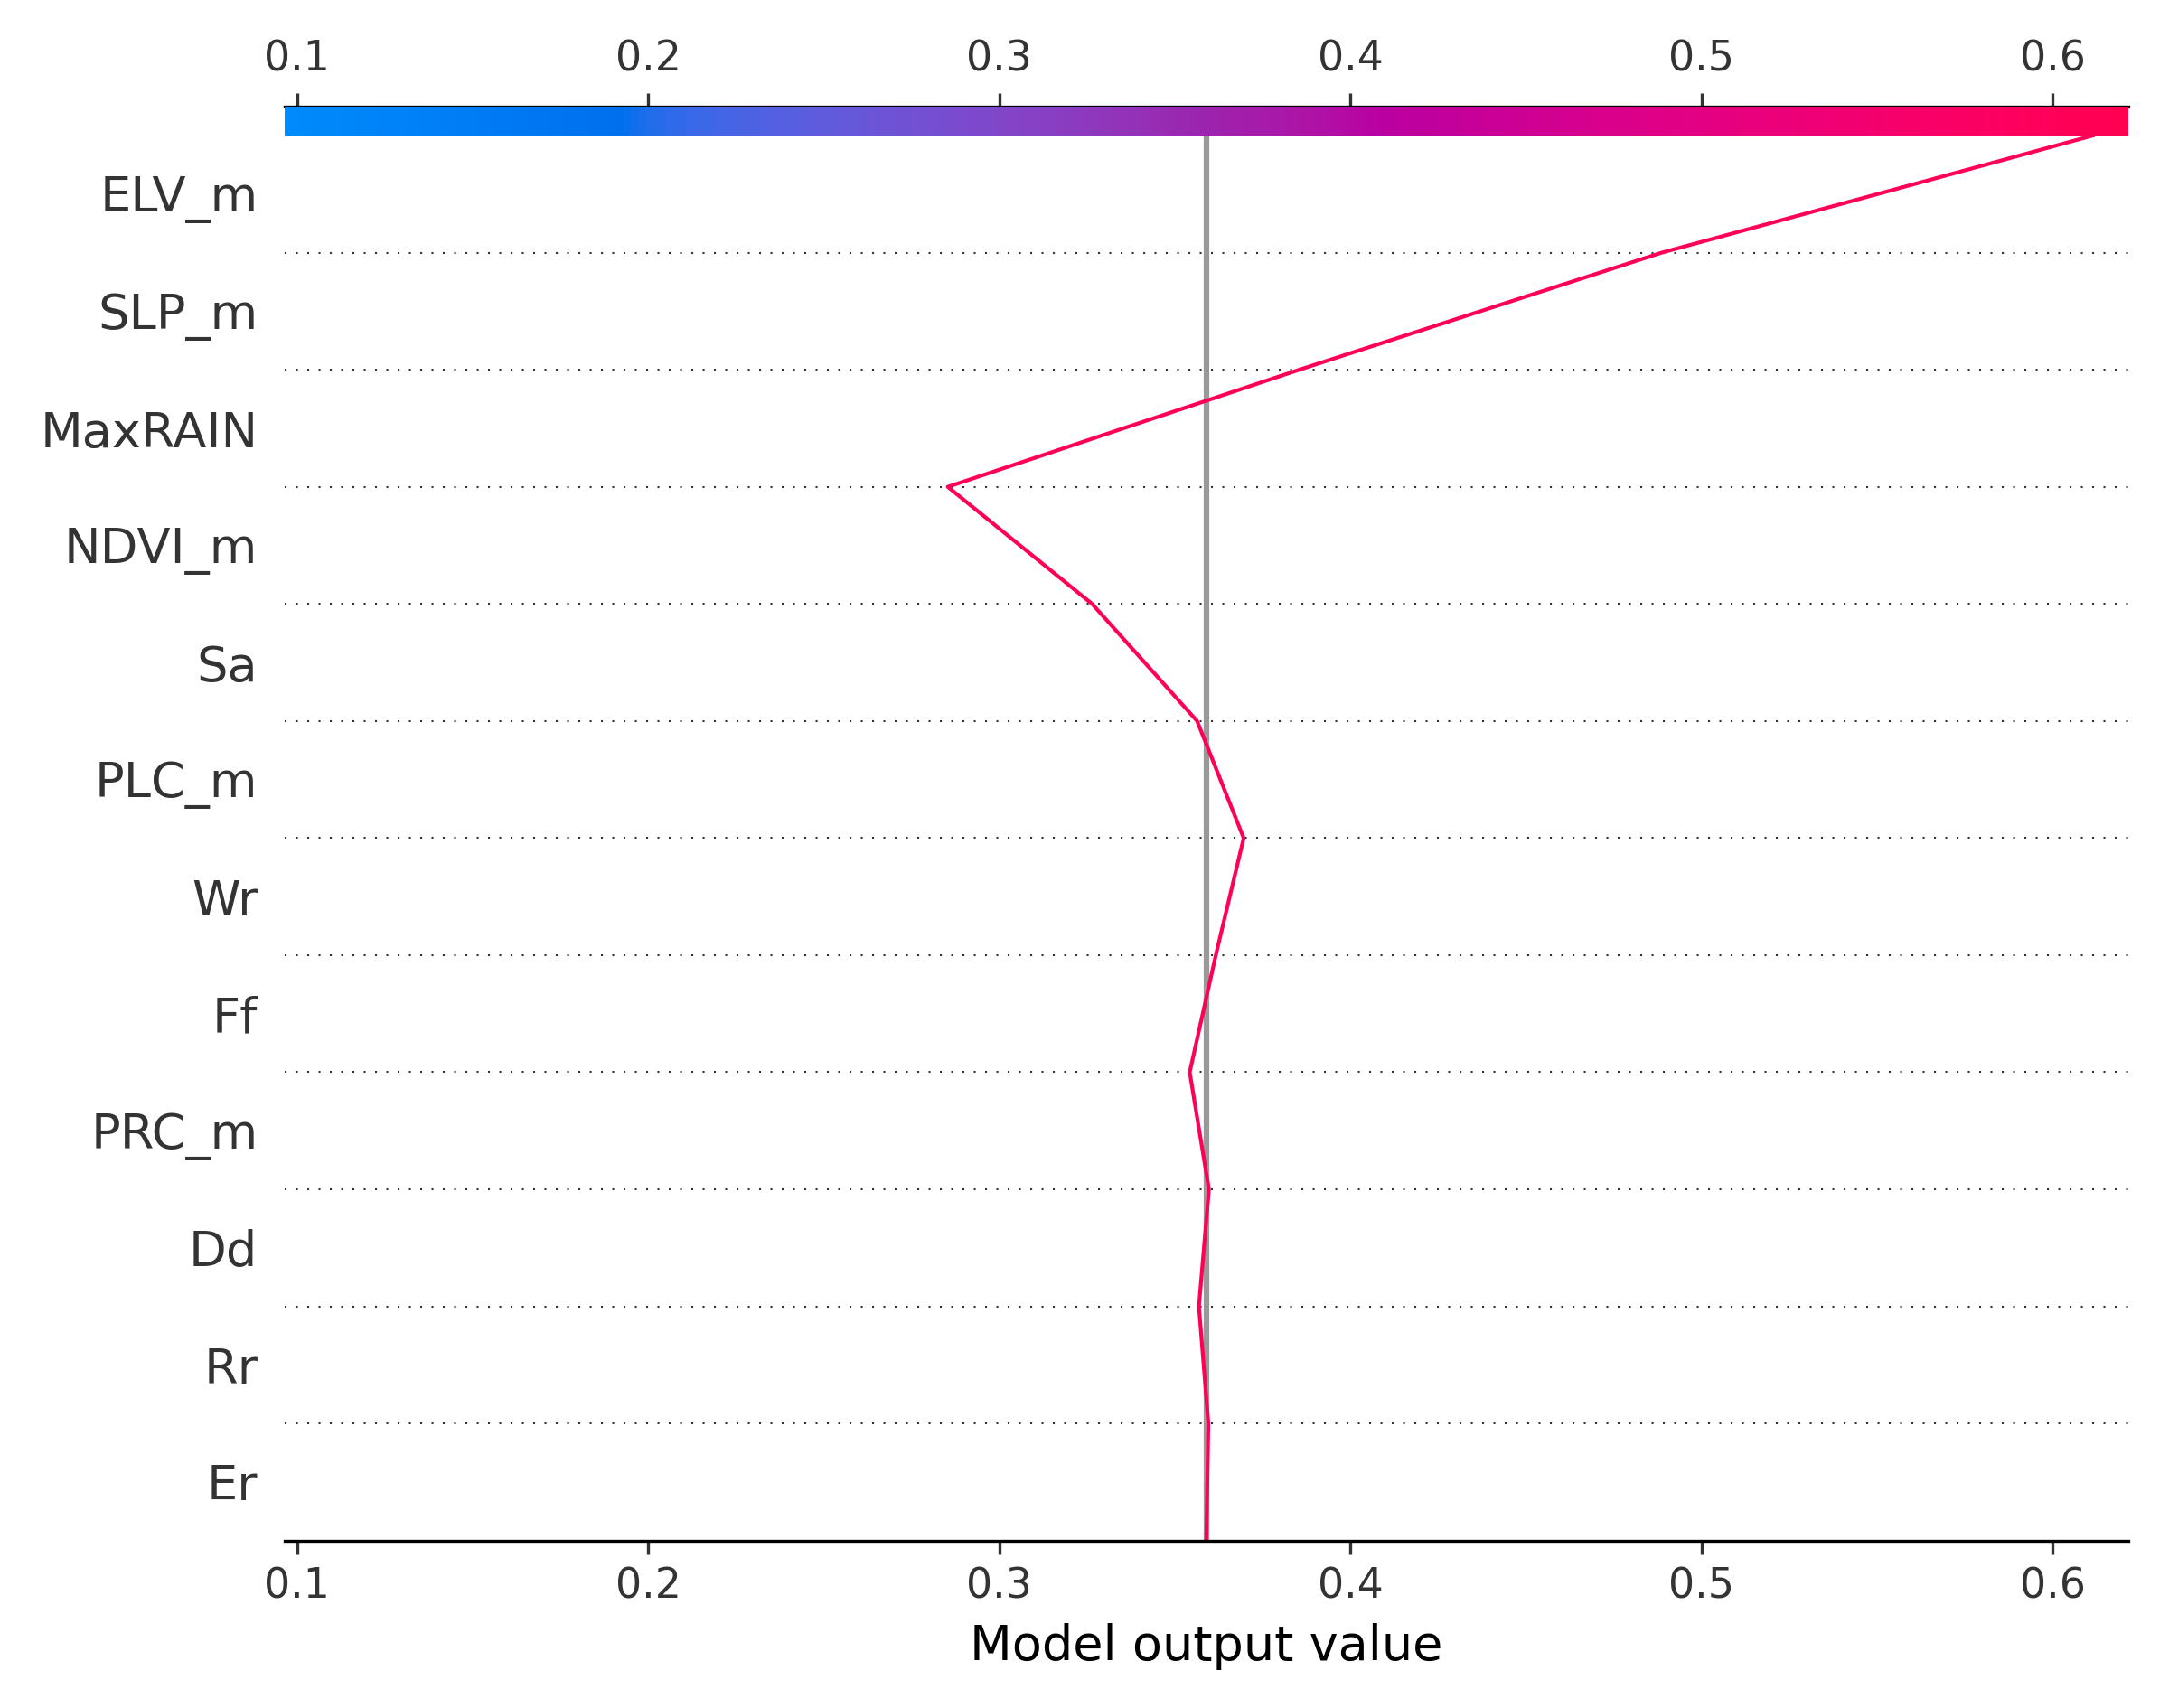 0.1 0.2 0.3 0.4 0.5 0.6
ELV_m
SLP_m
MaxRAIN
NDVI_m
Sa
PLC_m
Wr
Ff
PRC_m
Dd
Rr
Er
0.1 0.2 0.3 0.4 0.5 0.6
Model output value